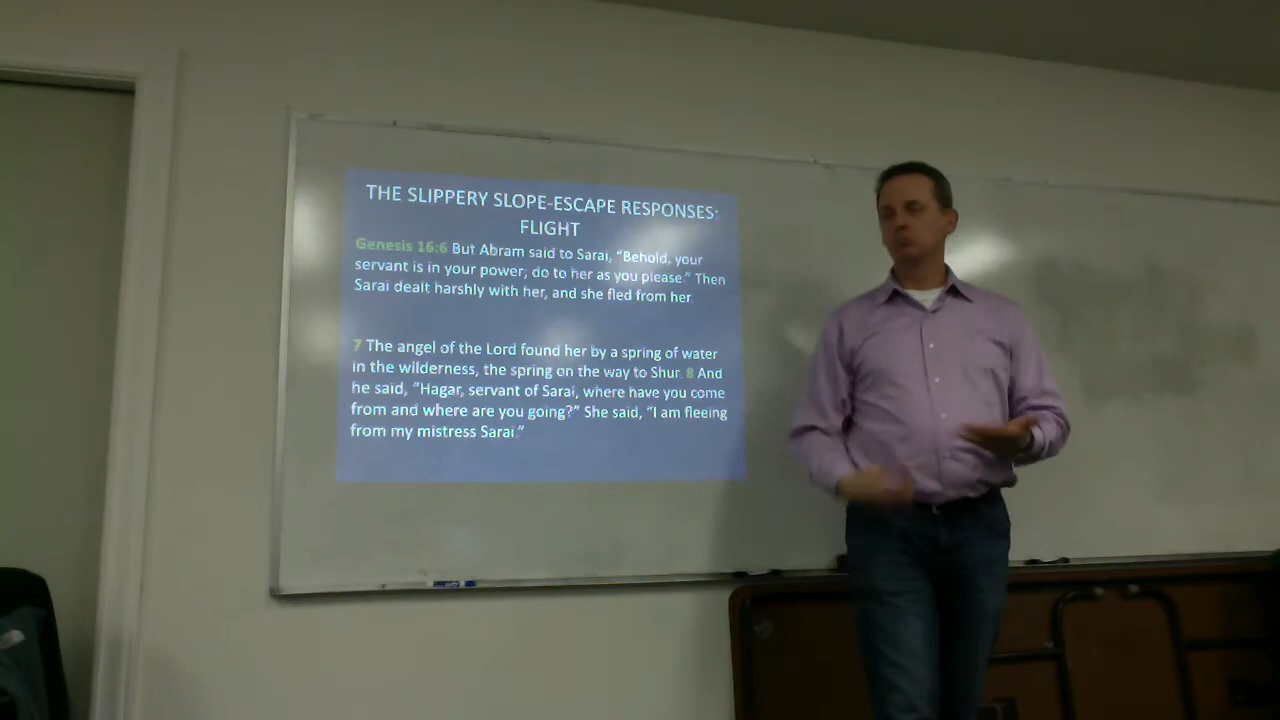 THE SLIPPERY SLOPE-ESCAPE RESPONSES:
FLIGHT
Genesis 16:6 But Abram said to Sarai, “Behold, your
servant is in your power; do to her as you please.” Then
Sarai dealt harshly with her, and she fled from her.
7 The angel of the Lord found her by a spring of water
in the wilderness, the spring on the way to Shur. 8 And
he said, “Hagar, servant of Sarai, where have you come
from and where are you going?” She said, “I am fleeing
from my mistress Sarai.”